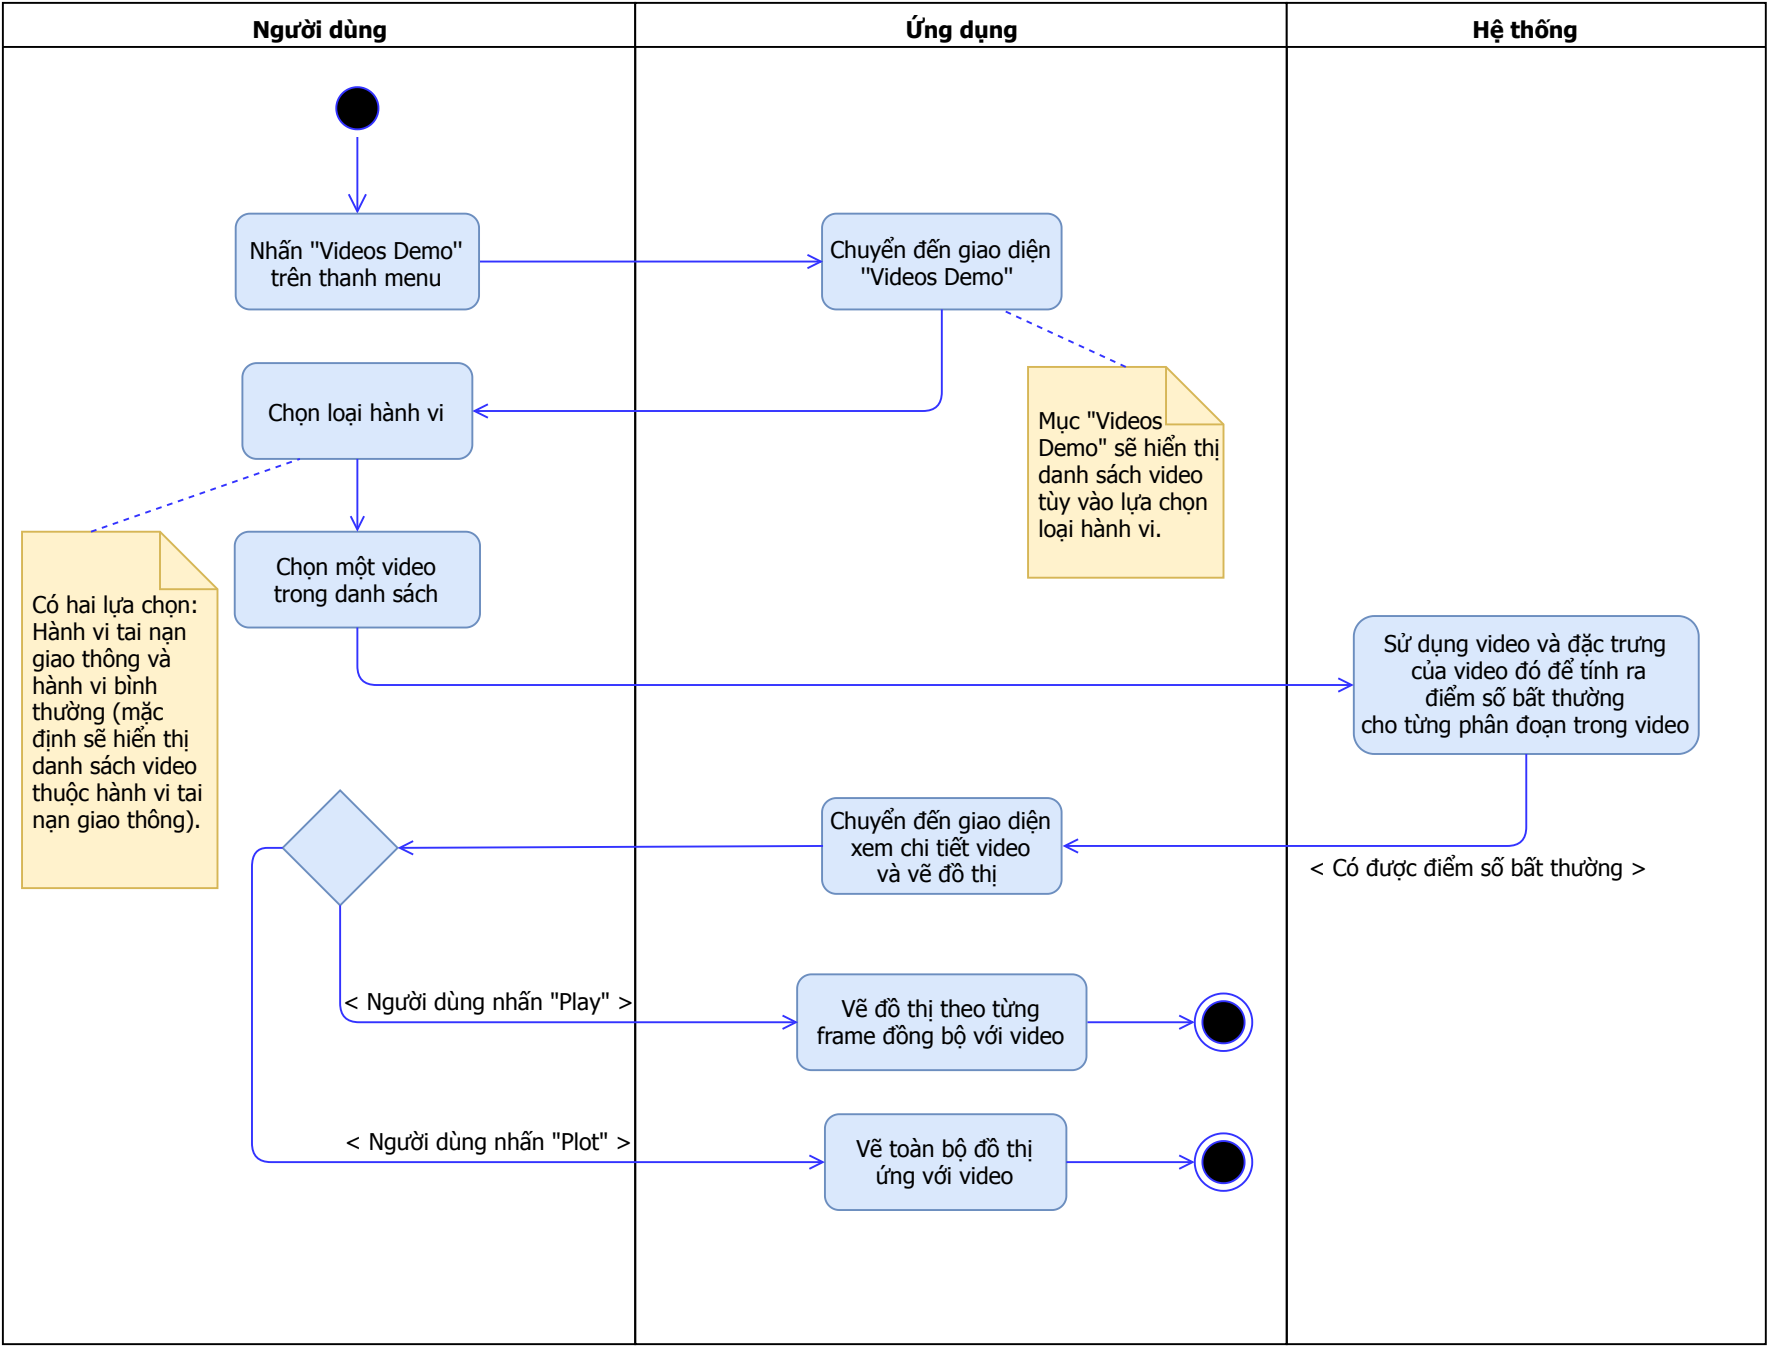 Người dùng
Ứng dụng
Hệ thống
Nhấn "Videos Demo"
trên thanh menu
Chuyển đến giao diện
"Videos Demo"
Chọn loại hành vi
Mục "Videos
Demo" sẽ hiển thị
danh sách video
tùy vào lựa chọn
loại hành vi.
Chọn một video
trong danh sách
Có hai lựa chọn:
Hành vi tai nạn
giao thông và
hành vi bình
thường (mặc
định sẽ hiển thị
danh sách video
thuộc hành vi tai
nạn giao thông).
Sử dụng video và đặc trưng
của video đó để tính ra
điểm số bất thường
cho từng phân đoạn trong video
Chuyển đến giao diện
xem chi tiết video
và vẽ đồ thị
< Có được điểm số bất thường >
< Người dùng nhấn "Play" >
Vẽ đồ thị theo từng
frame đồng bộ với video
< Người dùng nhấn "Plot" >
Vẽ toàn bộ đồ thị
ứng với video